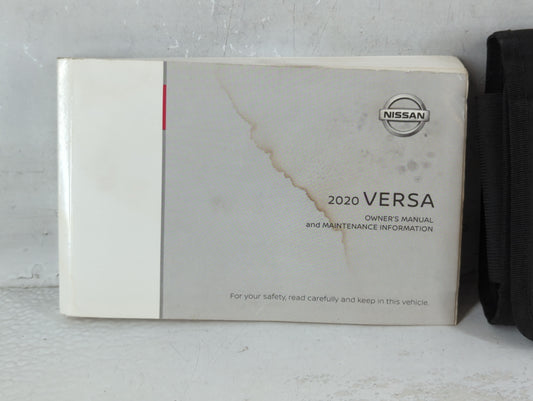 NISSAN
2020 VERSA
OWNER'S MANUAL
and MAINTENANCE INFORMATION
For your safety, read carefully and keep in this vehicle.